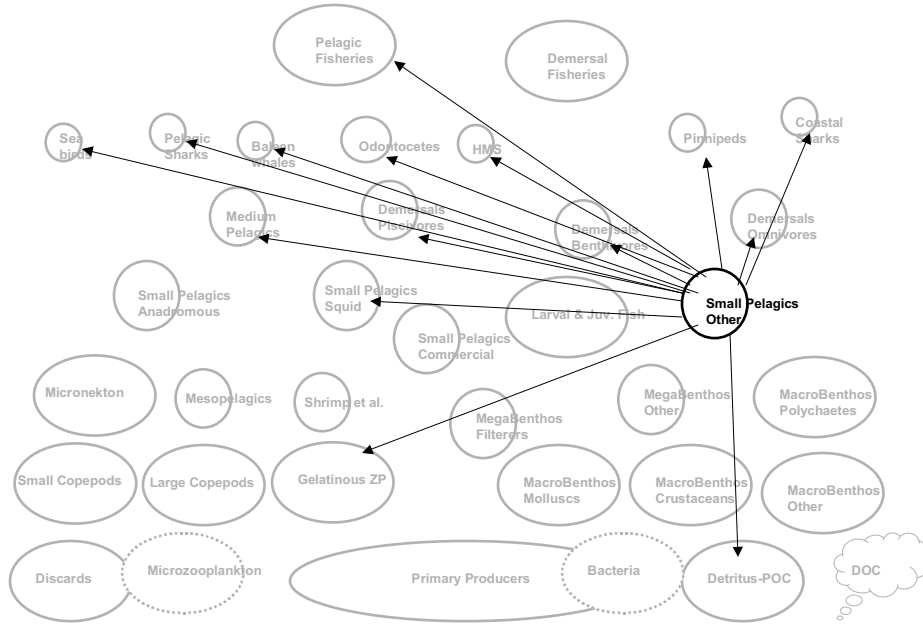 Pelagic
Fisheries
Demersal
Fisheries
Sea
birds
Pelagic
Sharks
Baleen
whales
Odontocetes
HMS
Pinnipeds
Coastal
Sharks
Medium
Pelagics
Demersals
Piscivores
Demersals
Benthivores
Demersals
Omnivores
Small Pelagics
Anadromous
Small Pelagics
Squid
Larval & Juv. Fish
Small Pelagics
Other
Small Pelagics
Commercial
Micronekton
Mesopelagics
Shrimp et al.
MegaBenthos
Filterers
MegaBenthos
Other
MacroBenthos
Polychaetes
Small Copepods
Large Copepods
Gelatinous ZP
MacroBenthos
Molluscs
MacroBenthos
Crustaceans
MacroBenthos
Other
Discards
Microzooplankton
Primary Producers
Bacteria
Detritus-POC
DOC